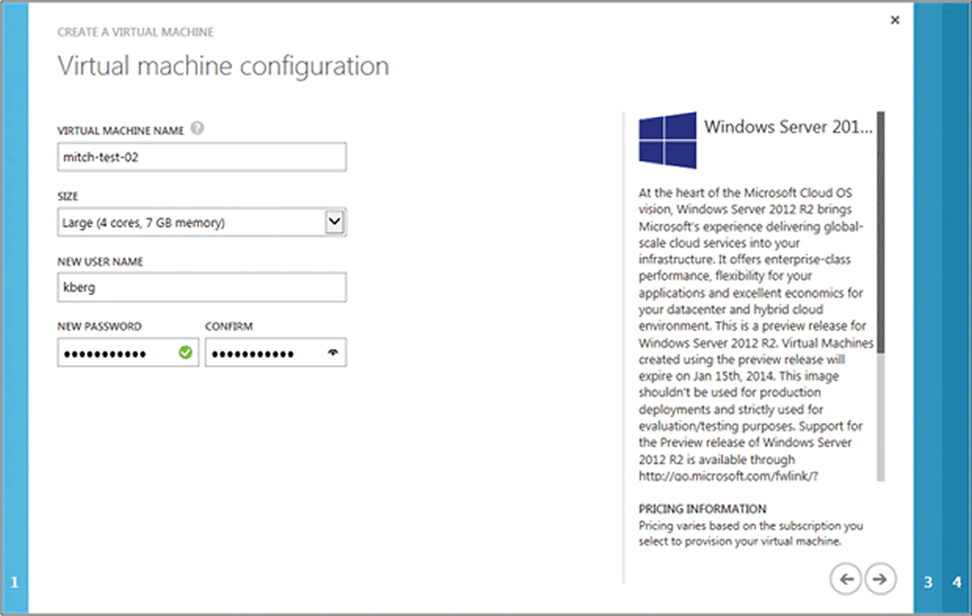 CREATE A VIRTUAL MACHINE
Virtual machine configuration
VIRTUAL MACHINE NAME ?
mitch-test-02
SIZE
Large (4 cores, 7 GB memory)
NEW USER NAME
kberg
NEW PASSWORD
CONFIRM
Windows Server 201...
At the heart of the Microsoft Cloud OS
vision, Windows Server 2012 R2 brings
Microsoft's experience delivering global-
scale cloud services into your
infrastructure. It offers enterprise-class
performance, flexibility for your
applications and excellent economics for
your datacenter and hybrid cloud
environment. This is a preview release for
Windows Server 2012 R2. Virtual Machines
created using the preview release will
expire on Jan 15th, 2014. This image
shouldn't be used for production
deployments and strictly used for
evaluation/testing purposes. Support for
the Preview release of Windows Server
2012 R2 is available through
http://go.microsoft.com/fwlink/?
PRICING INFORMATION
Pricing varies based on the subscription you
select to provision your virtual machine.
1
3
4